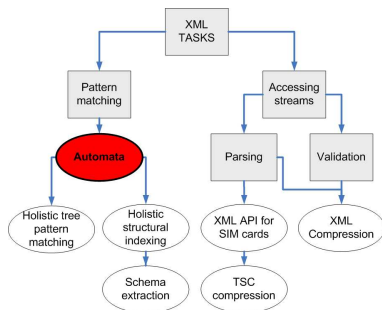 XML
TASKS
Pattern
matching
Accessing
streams
Automata
Parsing
Validation
Holistic tree
pattern
matching
Holistic
structural
indexing
XML API for
SIM cards
XML
Compression
Schema
extraction
TSC
compression